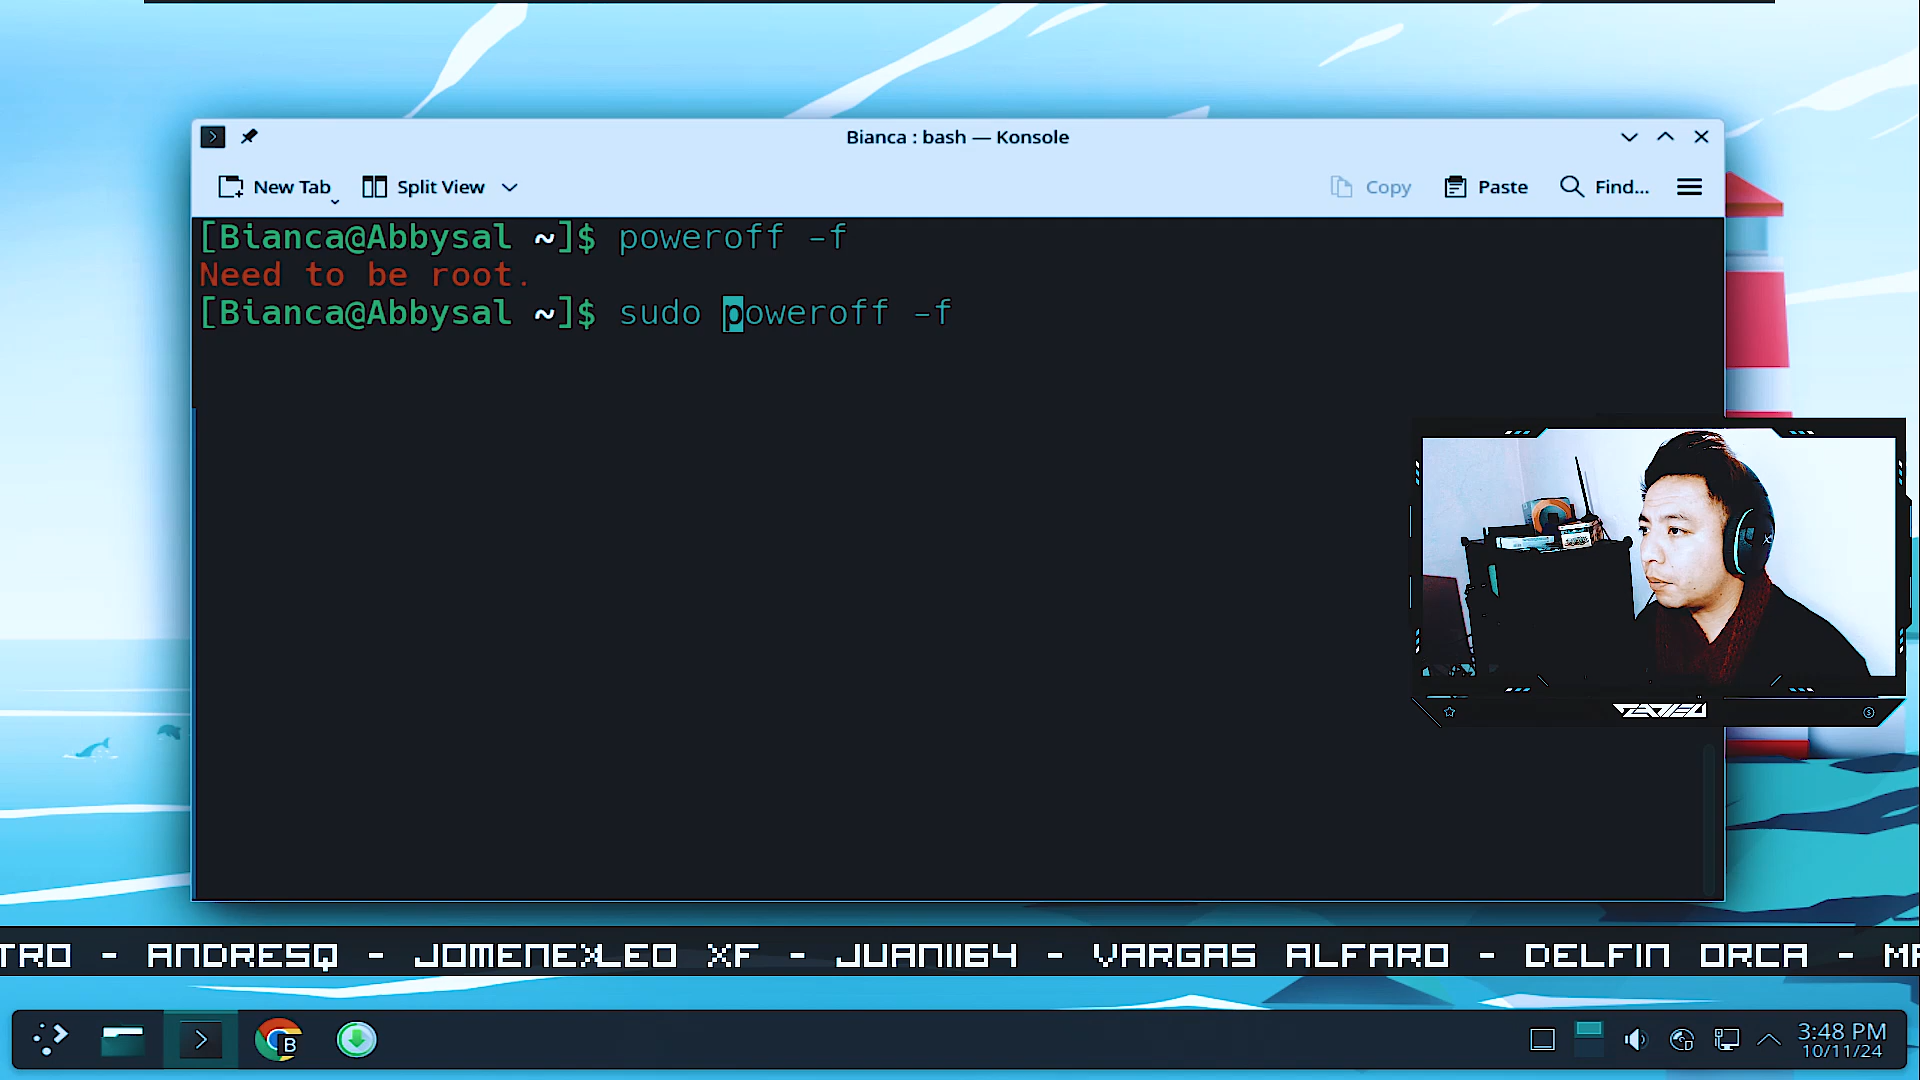 Bianca : bash — Konsole
New Tab
Split View
Copy
Paste
Find...
[Bianca@Abbysal ~]$ poweroff -f
Need to be root.
[Bianca@Abbysal ~]$ sudo poweroff -f
TRO - ANDRESQ - JOMENEXLEO XF - JUAN1164 - VARGAS ALFARO - DELFIN ORCA - MA
B
3:48 PM
10/11/24